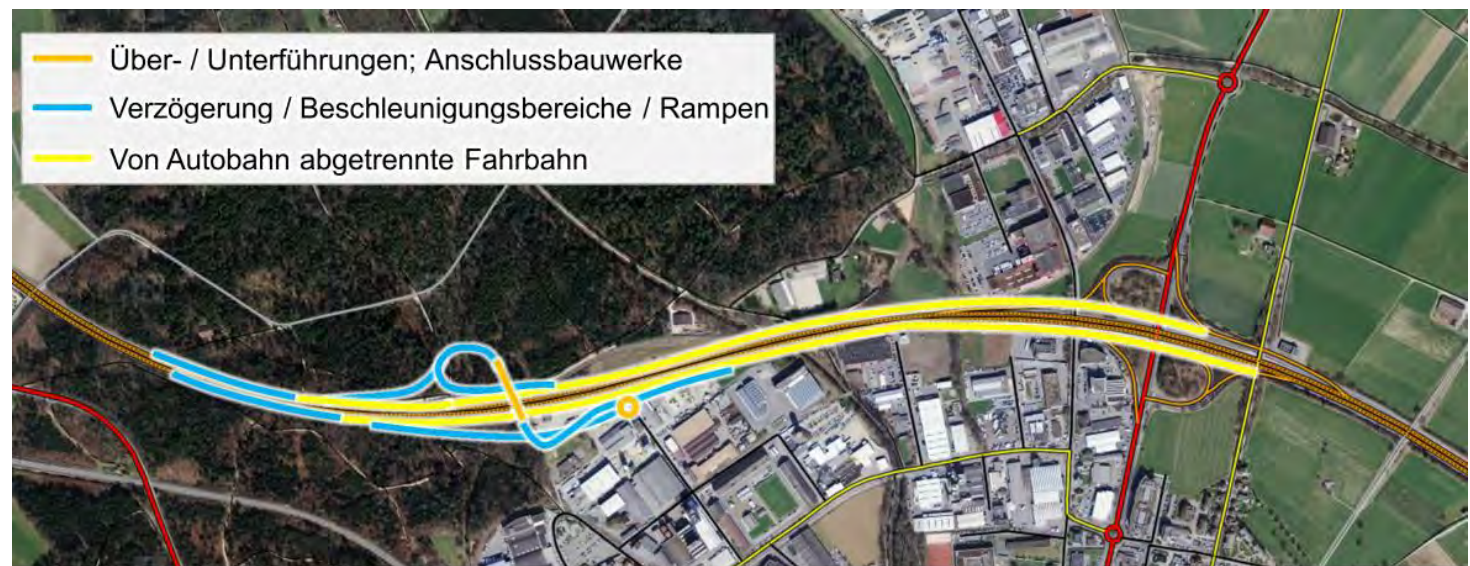 Über- / Unterführungen; Anschlussbauwerke
Verzögerung / Beschleunigungsbereiche / Rampen
Von Autobahn abgetrennte Fahrbahn